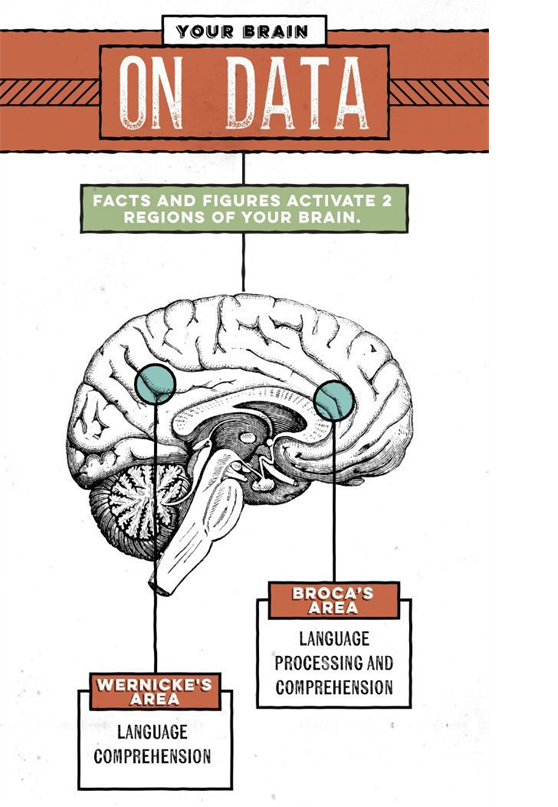 YOUR BRAIN
ON DATA
FACTS AND FIGURES ACTIVATE 2
REGIONS OF YOUR BRAIN.
BROCA'S
AREA
LANGUAGE
PROCESSING AND
COMPREHENSION
WERNICKE'S
AREA
LANGUAGE
COMPREHENSION